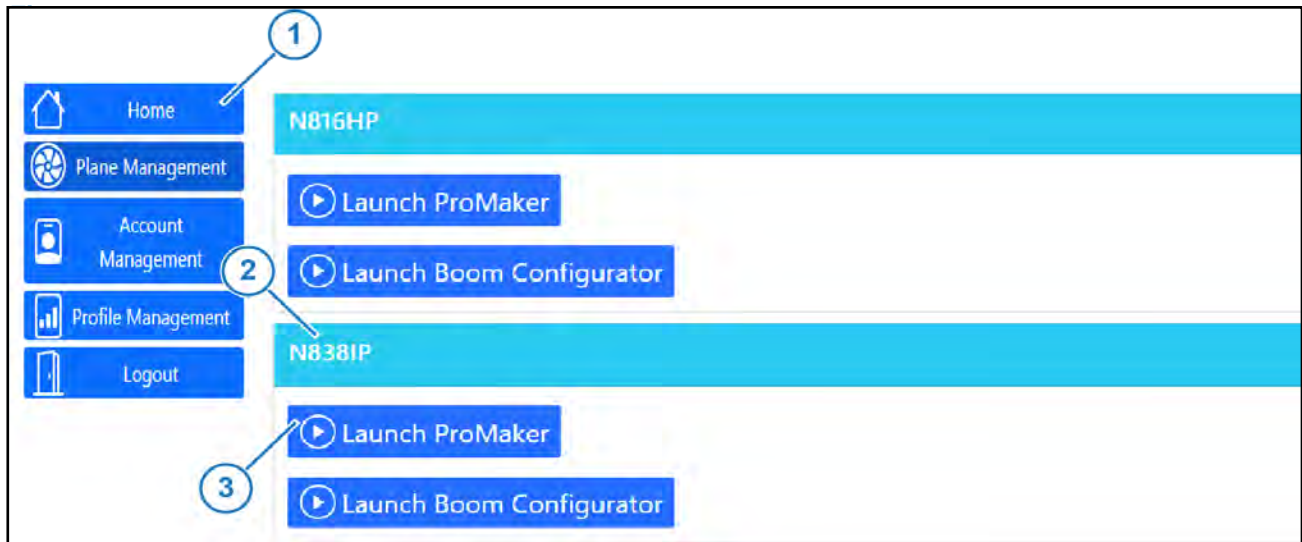 1
Home
Plane Management
Account
Management
Profile Management
Logout
N816HP
Launch ProMaker
Launch Boom Configurator
2
N838IP
Launch ProMaker
Launch Boom Configurator
3